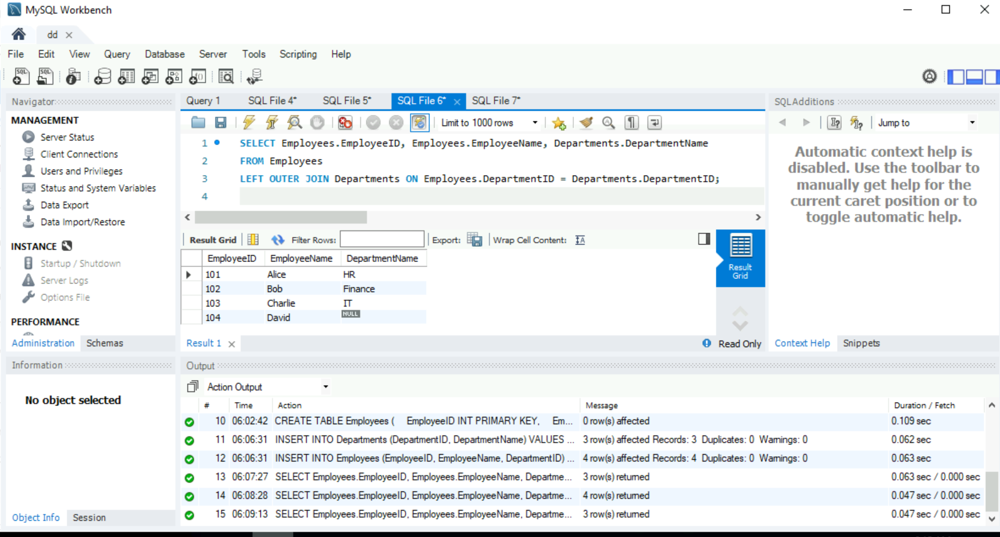 MySQL Workbench
dd
File Edit View Query Database Server Tools Scripting Help
Navigator
MANAGEMENT
Server Status
Client Connections
Users and Privileges
Status and System Variables
Data Export
Data Import/Restore
INSTANCE
Startup / Shutdown
Server Logs
Options File
PERFORMANCE
Administration Schemas
Information
No object selected
Object Info Session
Query 1 SQL File 4* SQL File 5* SQL File 6* SQL File 7*
Limit to 1000 rows
1 SELECT Employees.EmployeeID, Employees.EmployeeName, Departments.DepartmentName
2 FROM Employees
3 LEFT OUTER JOIN Departments ON Employees.DepartmentID = Departments.DepartmentID;
4
Result Grid Filter Rows: Export: Wrap Cell Content:
EmployeeID EmployeeName DepartmentName
101 Alice HR
102 Bob Finance
103 Charlie IT
104 David NULL
Result
Grid
Result 1 Read Only
SQLAdditions
Jump to
Automatic context help is
disabled. Use the toolbar to
manually get help for the
current caret position or to
toggle automatic help.
Context Help Snippets
Output
Action Output
# Time Action Message Duration / Fetch
10 06:02:42 CREATE TABLE Employees ( EmployeeID INT PRIMARY KEY, Em... 0 row(s) affected 0.109 sec
11 06:06:31 INSERT INTO Departments (DepartmentID, DepartmentName) VALUES ... 3 row(s) affected Records: 3 Duplicates: 0 Warnings: 0 0.062 sec
12 06:06:31 INSERT INTO Employees (EmployeeID, EmployeeName, DepartmentID) ... 4 row(s) affected Records: 4 Duplicates: 0 Warnings: 0 0.063 sec
13 06:07:27 SELECT Employees.EmployeeID, Employees.EmployeeName, Departme... 3 row(s) returned 0.063 sec / 0.000 sec
14 06:08:28 SELECT Employees.EmployeeID, Employees.EmployeeName, Departme... 4 row(s) returned 0.047 sec / 0.000 sec
15 06:09:13 SELECT Employees.EmployeeID, Employees.EmployeeName, Departme... 3 row(s) returned 0.047 sec / 0.000 sec